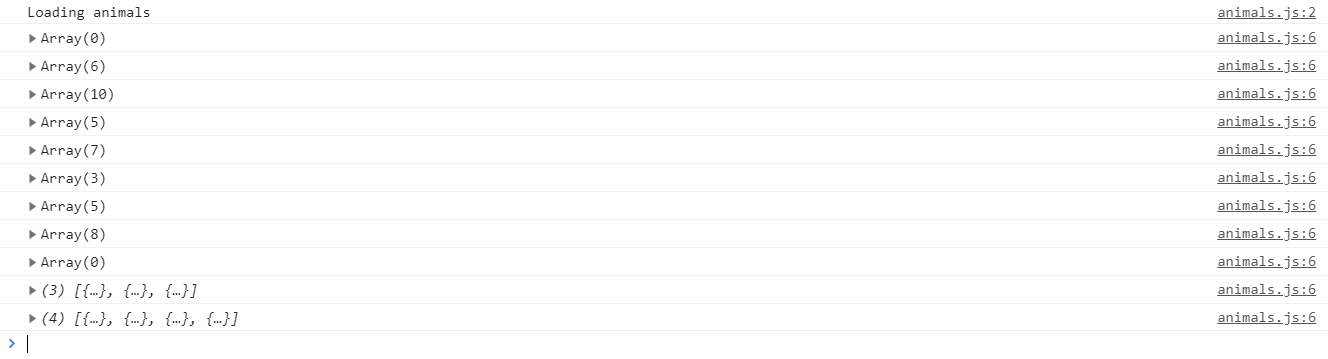 Loading animals animals.js:2
▶ Array(0) animals.js:6
▶ Array(6) animals.js:6
▶ Array(10) animals.js:6
▶ Array(5) animals.js:6
▶ Array(7) animals.js:6
▶ Array(3) animals.js:6
▶ Array(5) animals.js:6
▶ Array(8) animals.js:6
▶ Array(0) animals.js:6
▶ (3) [{…}, {…}, {…}] animals.js:6
▶ (4) [{…}, {…}, {…}, {…}] animals.js:6
>